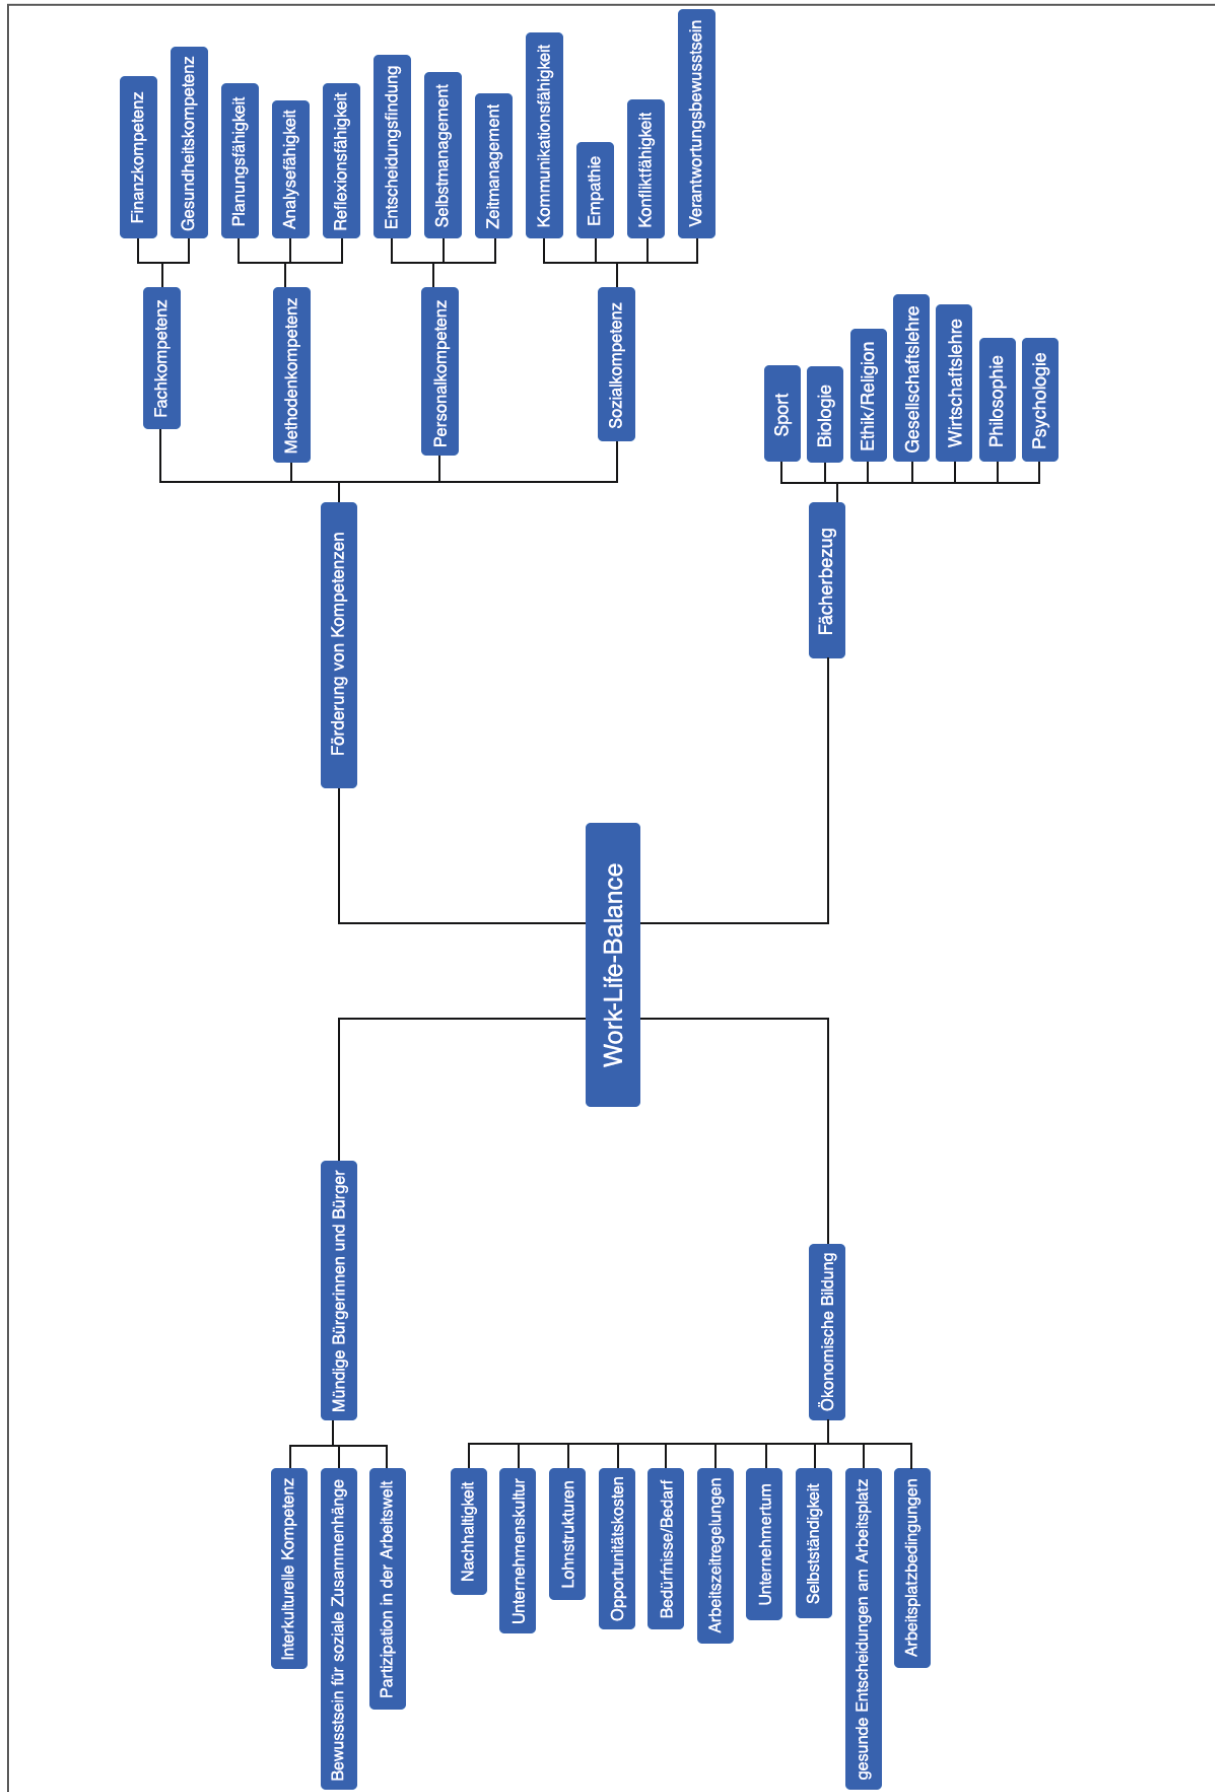 Work-Life-Balance
Mündige Bürgerinnen und Bürger
Interkulturelle Kompetenz
Bewusstsein für soziale Zusammenhänge
Partizipation in der Arbeitswelt
Ökonomische Bildung
Nachhaltigkeit
Unternehmenskultur
Lohnstrukturen
Opportunitätskosten
Bedürfnisse/Bedarf
Arbeitszeitregelungen
Unternehmertum
Selbstständigkeit
gesunde Entscheidungen am Arbeitsplatz
Arbeitsplatzbedingungen
Förderung von Kompetenzen
Fachkompetenz
Finanzkompetenz
Gesundheitskompetenz
Methodenkompetenz
Planungsfähigkeit
Analysefähigkeit
Reflexionsfähigkeit
Personalkompetenz
Entscheidungsfindung
Selbstmanagement
Zeitmanagement
Sozialkompetenz
Kommunikationsfähigkeit
Empathie
Konfliktfähigkeit
Verantwortungsbewusstsein
Fächerbezug
Sport
Biologie
Ethik/Religion
Gesellschaftslehre
Wirtschaftslehre
Philosophie
Psychologie